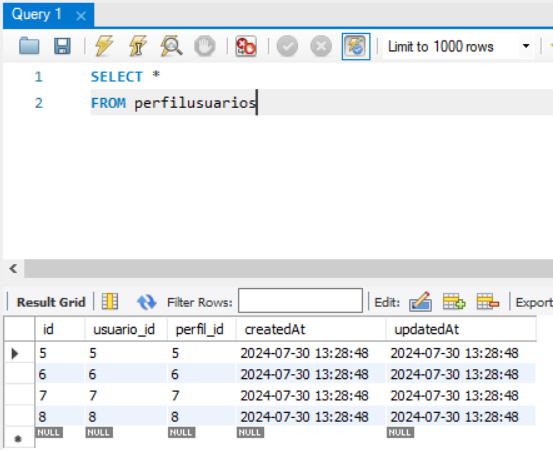 Query 1
Limit to 1000 rows
1 SELECT *
2 FROM perfilusuarios
Result Grid Filter Rows: Edit: Export
id usuario_id perfil_id createdAt updatedAt
5 5 5 2024-07-30 13:28:48 2024-07-30 13:28:48
6 6 6 2024-07-30 13:28:48 2024-07-30 13:28:48
7 7 7 2024-07-30 13:28:48 2024-07-30 13:28:48
8 8 8 2024-07-30 13:28:48 2024-07-30 13:28:48
NULL NULL NULL NULL NULL